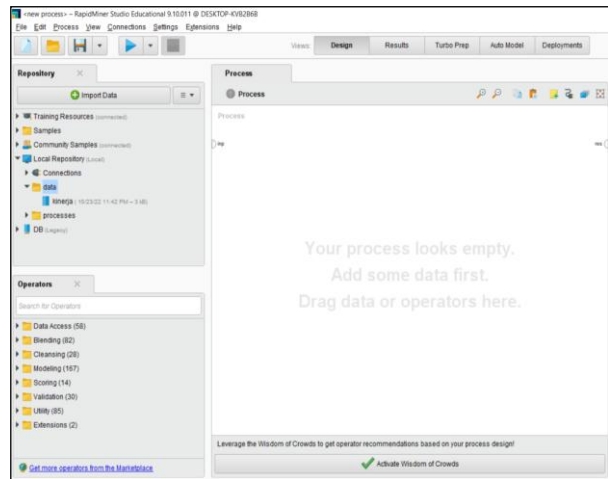 <new process> – RapidMiner Studio Educational 9.10.011 @ DESKTOP-KVB2B6B
File Edit Process View Connections Settings Extensions Help
Views: Design Results Turbo Prep Auto Model Deployments
Repository
Import Data
Training Resources (connected)
Samples
Community Samples (connected)
Local Repository (Local)
Connections
data
kinerja
processes
DB (Legacy)
Operators
Search for Operators
Data Access (58)
Blending (82)
Cleansing (28)
Modeling (167)
Scoring (14)
Validation (30)
Utility (85)
Extensions (2)
Get more operators from the Marketplace
Process
Process
Process
inp
res
Your process looks empty.
Add some data first.
Drag data or operators here.
Leverage the Wisdom of Crowds to get operator recommendations based on your process design!
Activate Wisdom of Crowds